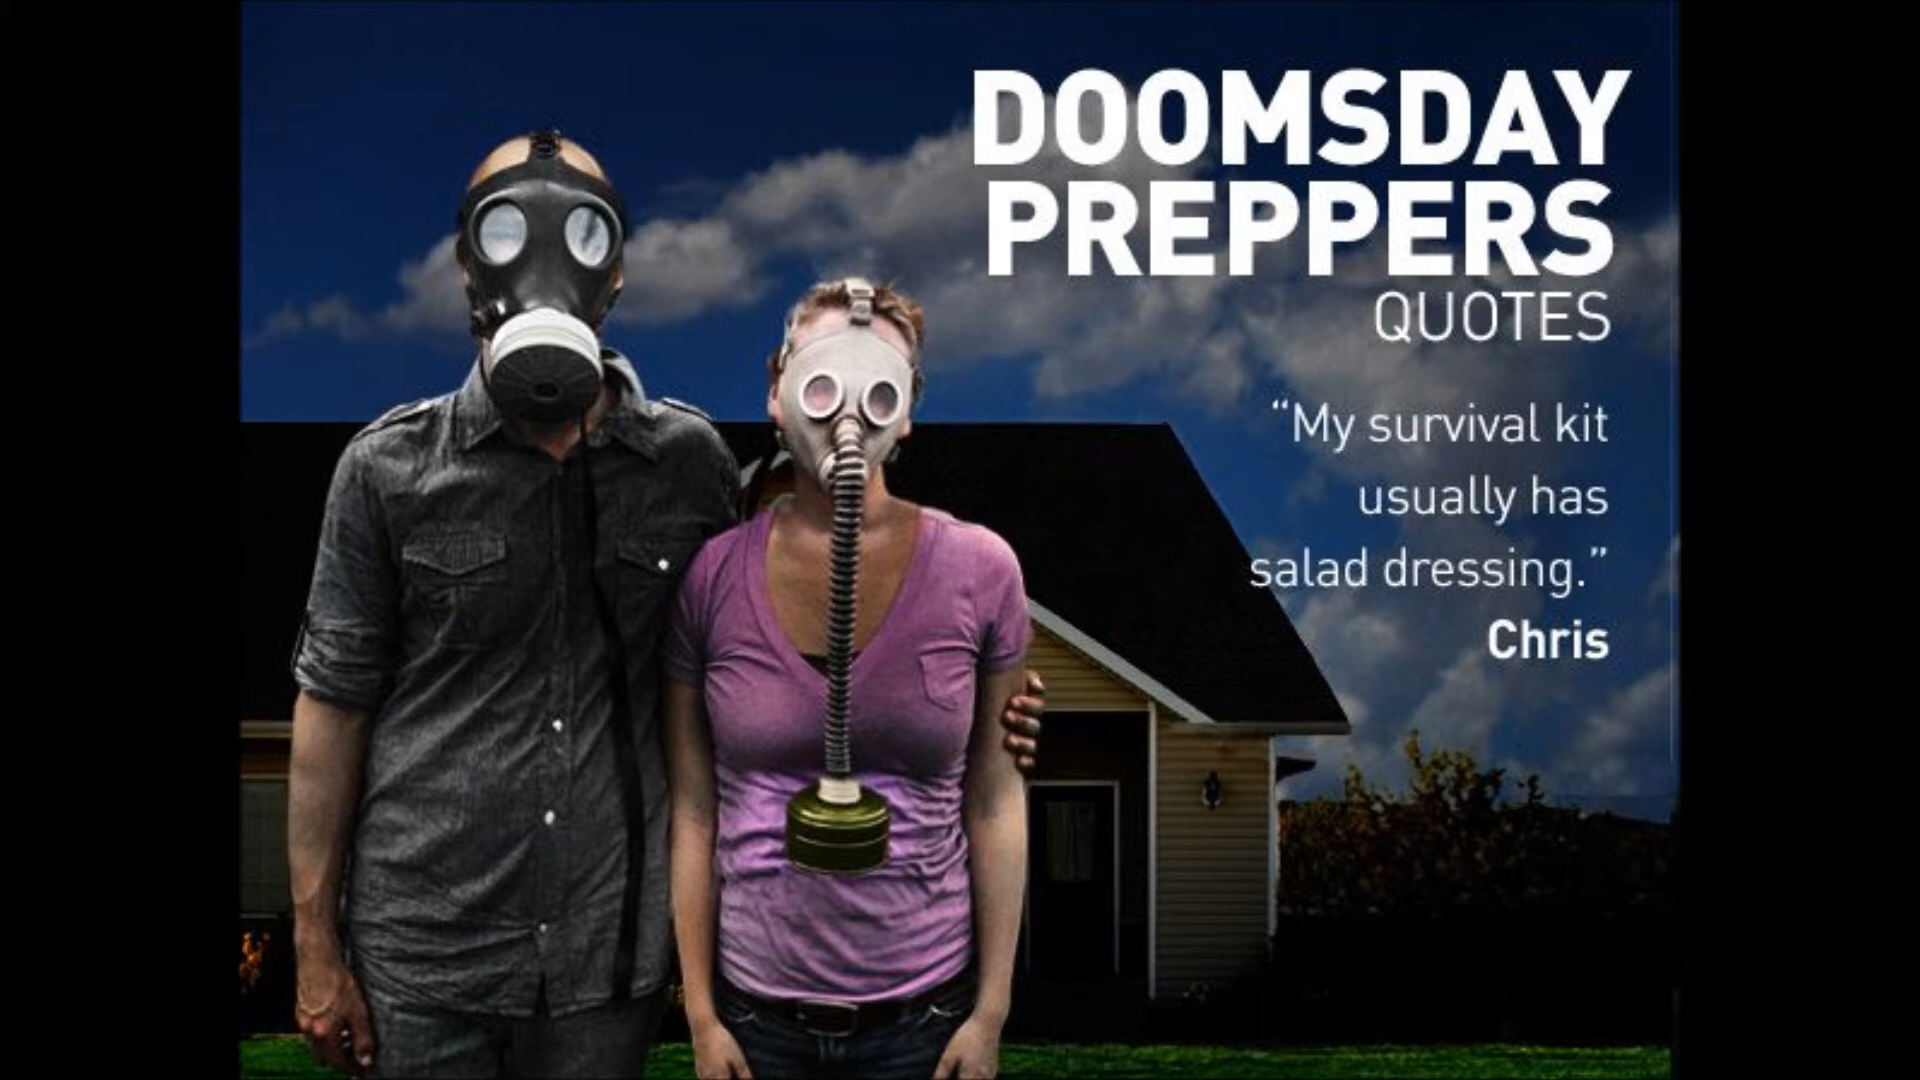 DOOMSDAY
PREPPERS
QUOTES
“My survival kit
usually has
salad dressing.”
Chris